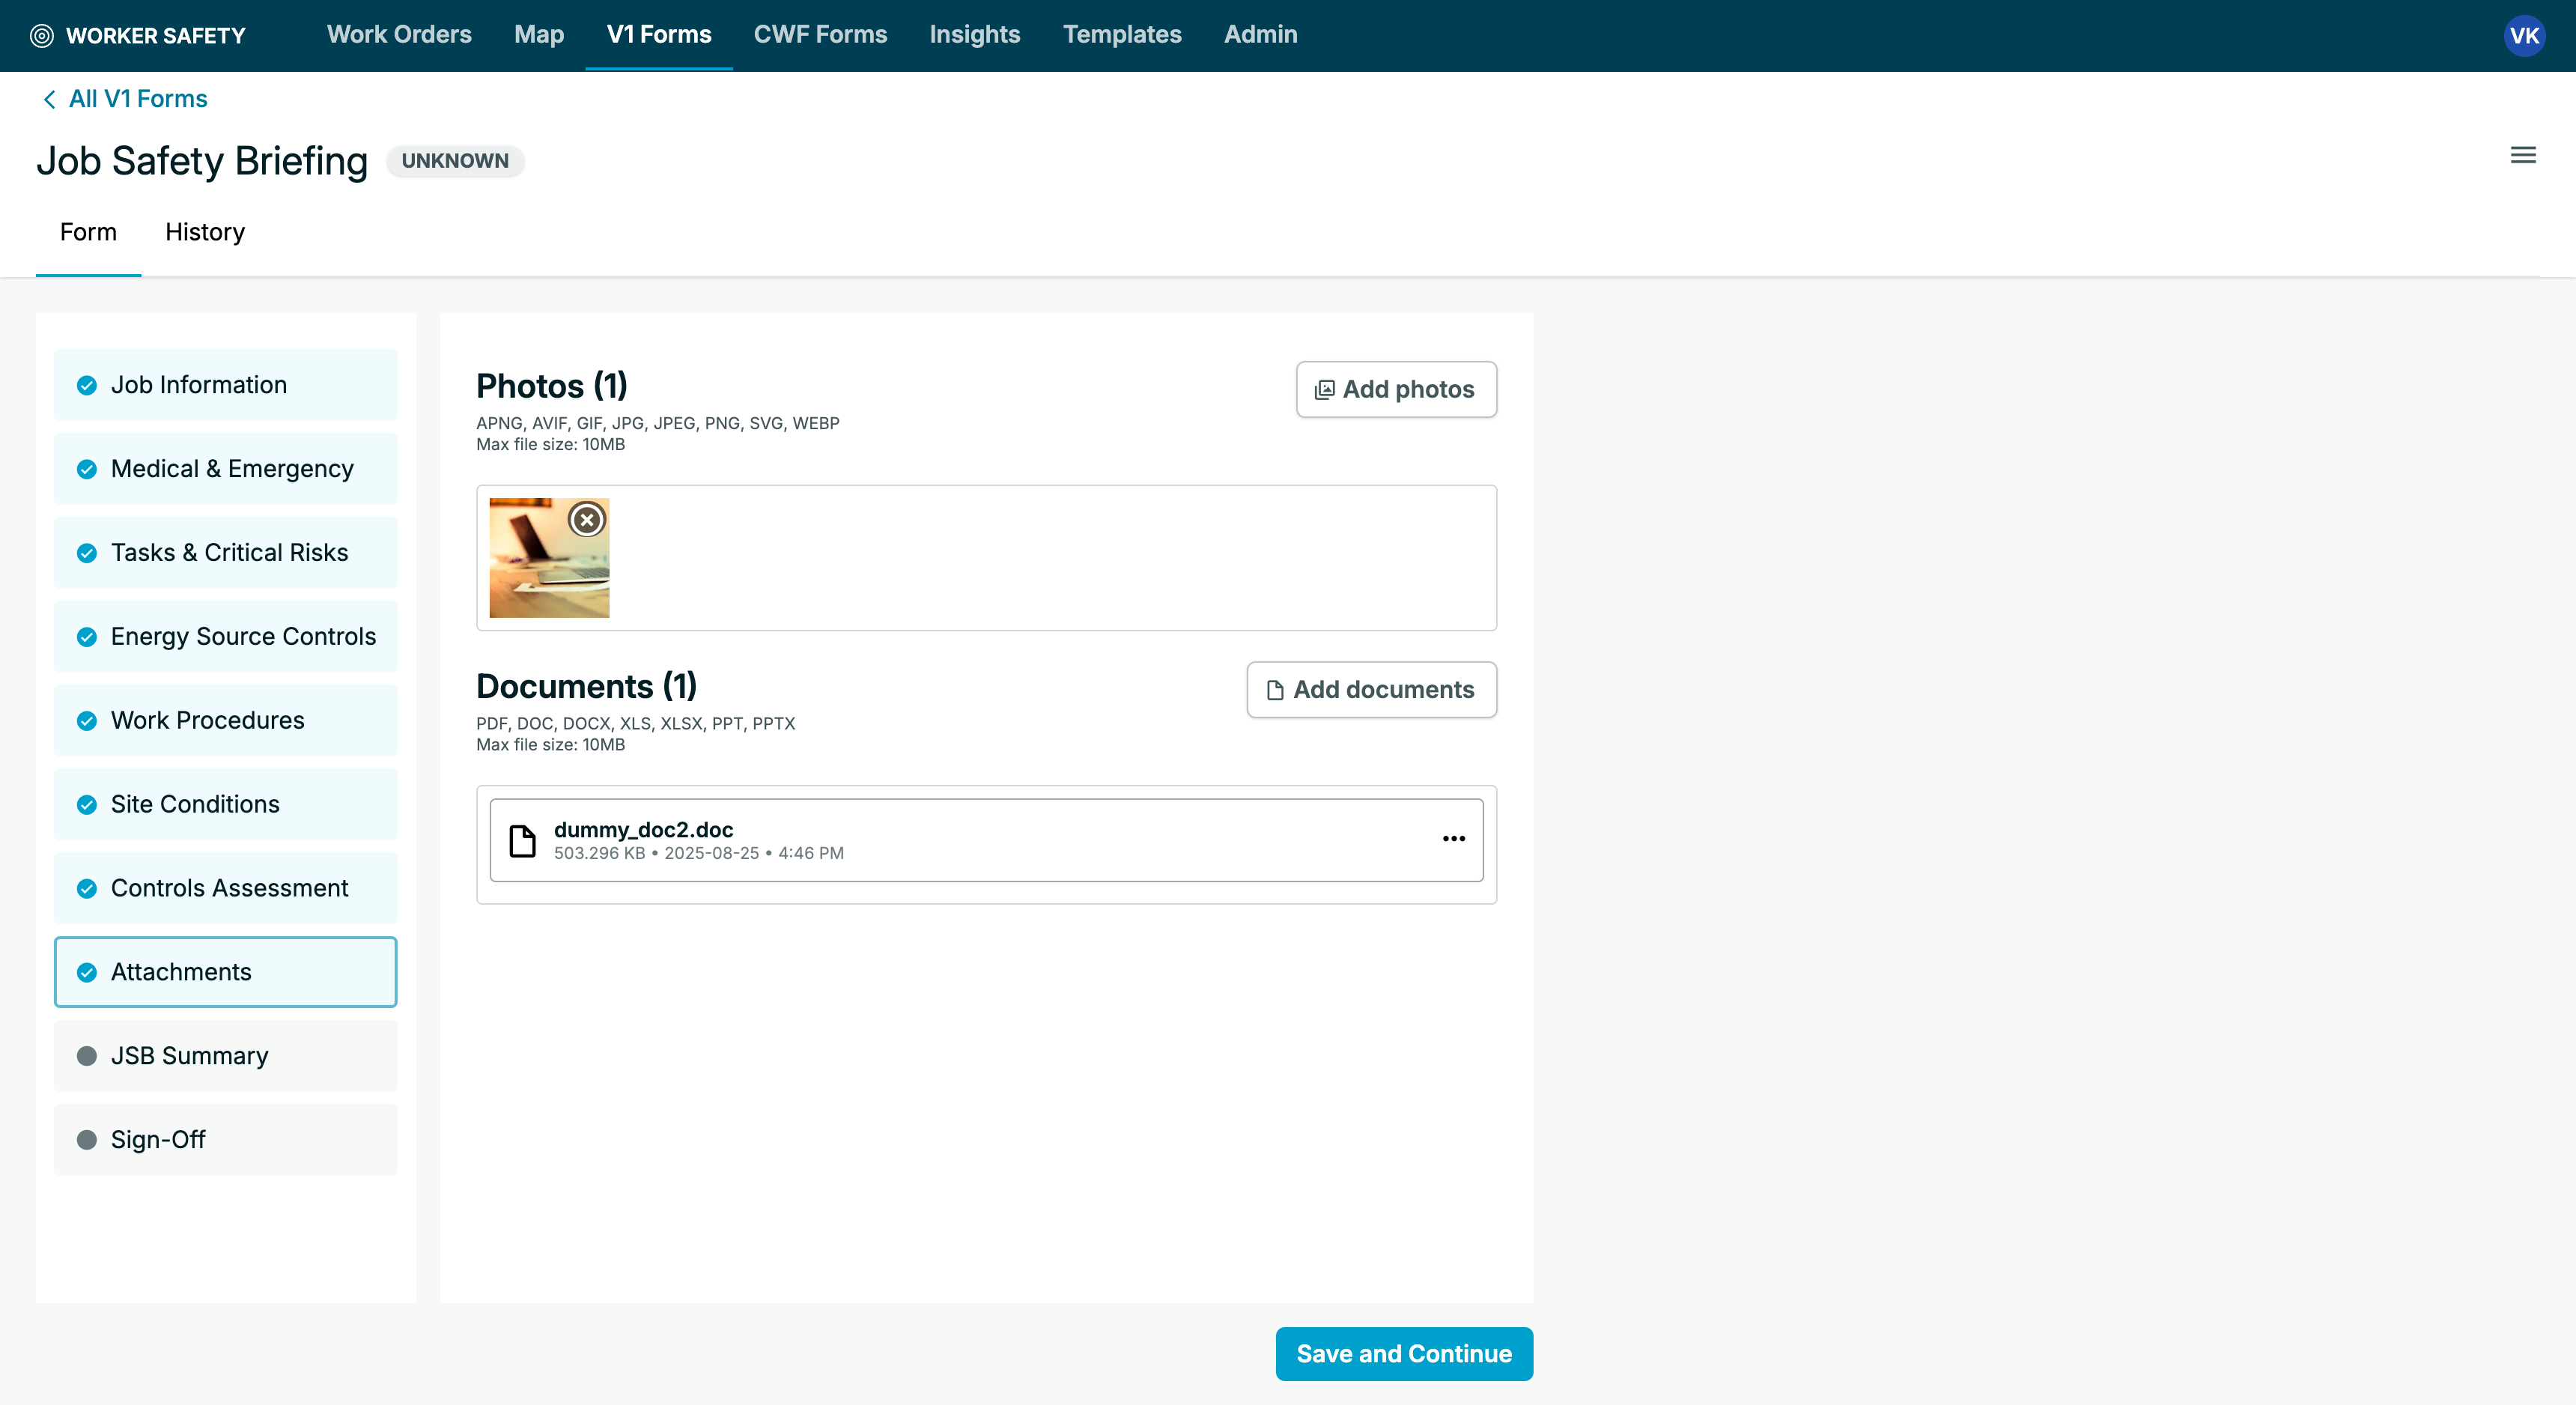 WORKER SAFETY
Work Orders
Map
V1 Forms
CWF Forms
Insights
Templates
Admin
VK
All V1 Forms
Job Safety Briefing
UNKNOWN
Form
History
Job Information
Medical & Emergency
Tasks & Critical Risks
Energy Source Controls
Work Procedures
Site Conditions
Controls Assessment
Attachments
JSB Summary
Sign-Off
Photos (1)
Add photos
APNG, AVIF, GIF, JPG, JPEG, PNG, SVG, WEBP
Max file size: 10MB
Documents (1)
Add documents
PDF, DOC, DOCX, XLS, XLSX, PPT, PPTX
Max file size: 10MB
dummy_doc2.doc
503.296 KB • 2025-08-25 • 4:46 PM
Save and Continue